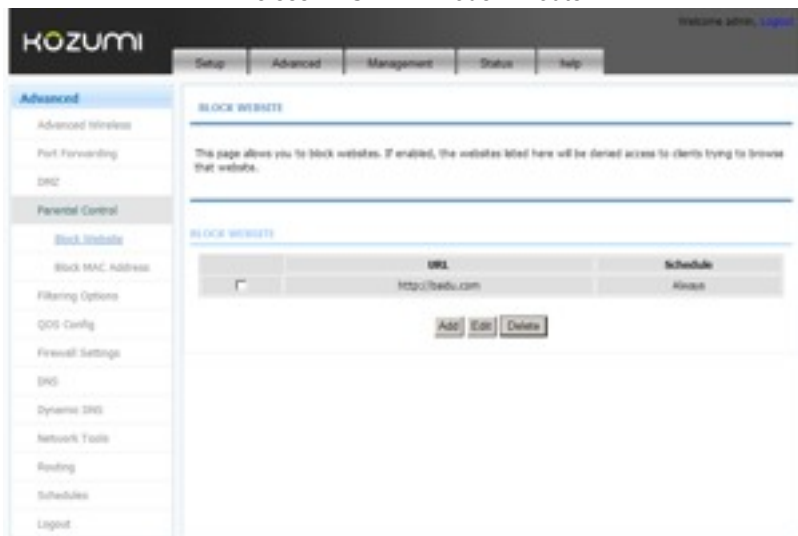 Welcome admin, Logout
KOZUMI
Setup Advanced Management Status help
Advanced
Advanced Wireless
Port Forwarding
DMZ
Parental Control
Block Website
Block MAC Address
Filtering Options
QOS Config
Firewall Settings
DNS
Dynamic DNS
Network Tools
Routing
Schedules
Logout
BLOCK WEBSITE
This page allows you to block websites. If enabled, the websites listed here will be denied access to clients trying to browse
that website.
BLOCK WEBSITE
URL Schedule
http://badu.com Always
Add Edit Delete